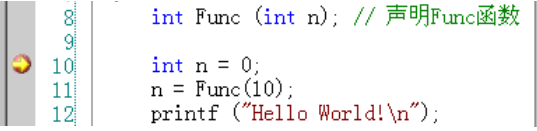 8 int Func (int n); // 声明Func函数
9
10 int n = 0;
11 n = Func(10);
12 printf ("Hello World!\n");